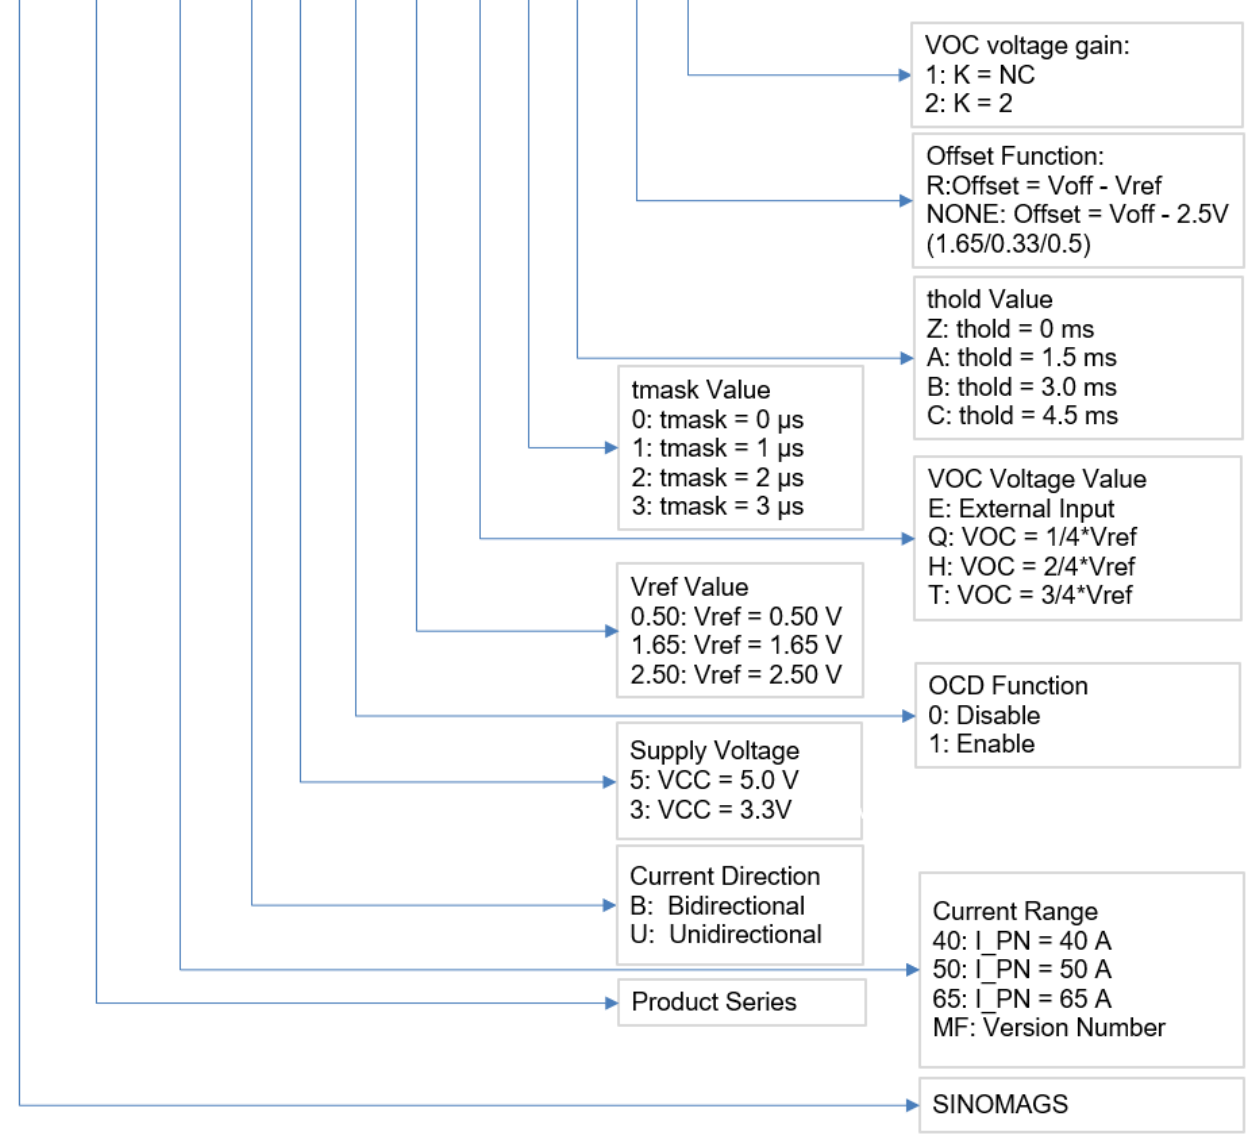 VOC voltage gain:
1: K = NC
2: K = 2
Offset Function:
R:Offset = Voff - Vref
NONE: Offset = Voff - 2.5V
(1.65/0.33/0.5)
thold Value
Z: thold = 0 ms
A: thold = 1.5 ms
B: thold = 3.0 ms
C: thold = 4.5 ms
tmask Value
0: tmask = 0 µs
1: tmask = 1 µs
2: tmask = 2 µs
3: tmask = 3 µs
VOC Voltage Value
E: External Input
Q: VOC = 1/4*Vref
H: VOC = 2/4*Vref
T: VOC = 3/4*Vref
Vref Value
0.50: Vref = 0.50 V
1.65: Vref = 1.65 V
2.50: Vref = 2.50 V
OCD Function
0: Disable
1: Enable
Supply Voltage
5: VCC = 5.0 V
3: VCC = 3.3V
Current Direction
B: Bidirectional
U: Unidirectional
Current Range
40: I_PN = 40 A
50: I_PN = 50 A
65: I_PN = 65 A
MF: Version Number
Product Series
SINOMAGS